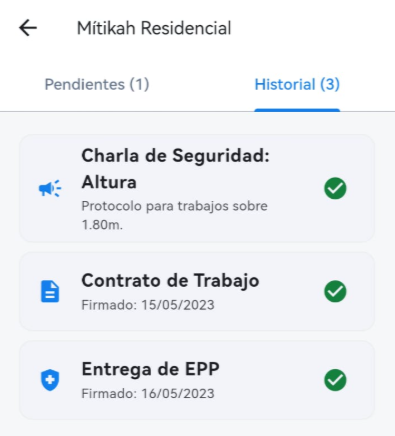 Mítikah Residencial
Pendientes (1)
Historial (3)
Charla de Seguridad:
Altura
Protocolo para trabajos sobre
1.80m.
Contrato de Trabajo
Firmado: 15/05/2023
Entrega de EPP
Firmado: 16/05/2023